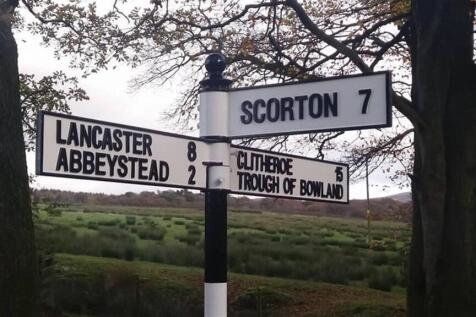 LANCASTER 8
ABBEYSTEAD 2
SCORTON 7
CLITHEROE 15
TROUGH OF BOWLAND